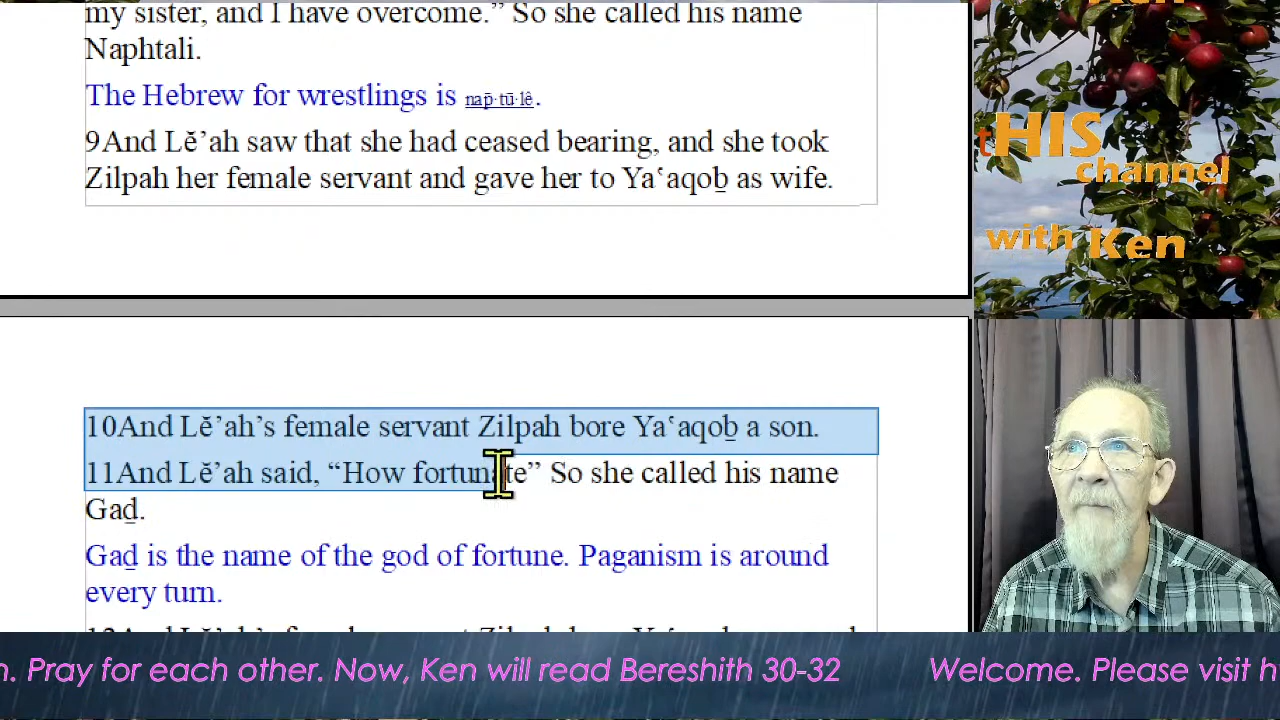 my sister, and I have overcome.” So she called his name
Naphtali.
The Hebrew for wrestlings is nap̄·tū·lê.
9And Lĕ’ah saw that she had ceased bearing, and she took
Zilpah her female servant and gave her to Ya‛aqoḇ as wife.
10And Lĕ’ah’s female servant Zilpah bore Ya‛aqoḇ a son.
11And Lĕ’ah said, “How fortunate” So she called his name
Gaḏ.
Gaḏ is the name of the god of fortune. Paganism is around
every turn.
tHIS
channel
with Ken
. Pray for each other. Now, Ken will read Bereshith 30-32
Welcome. Please visit h